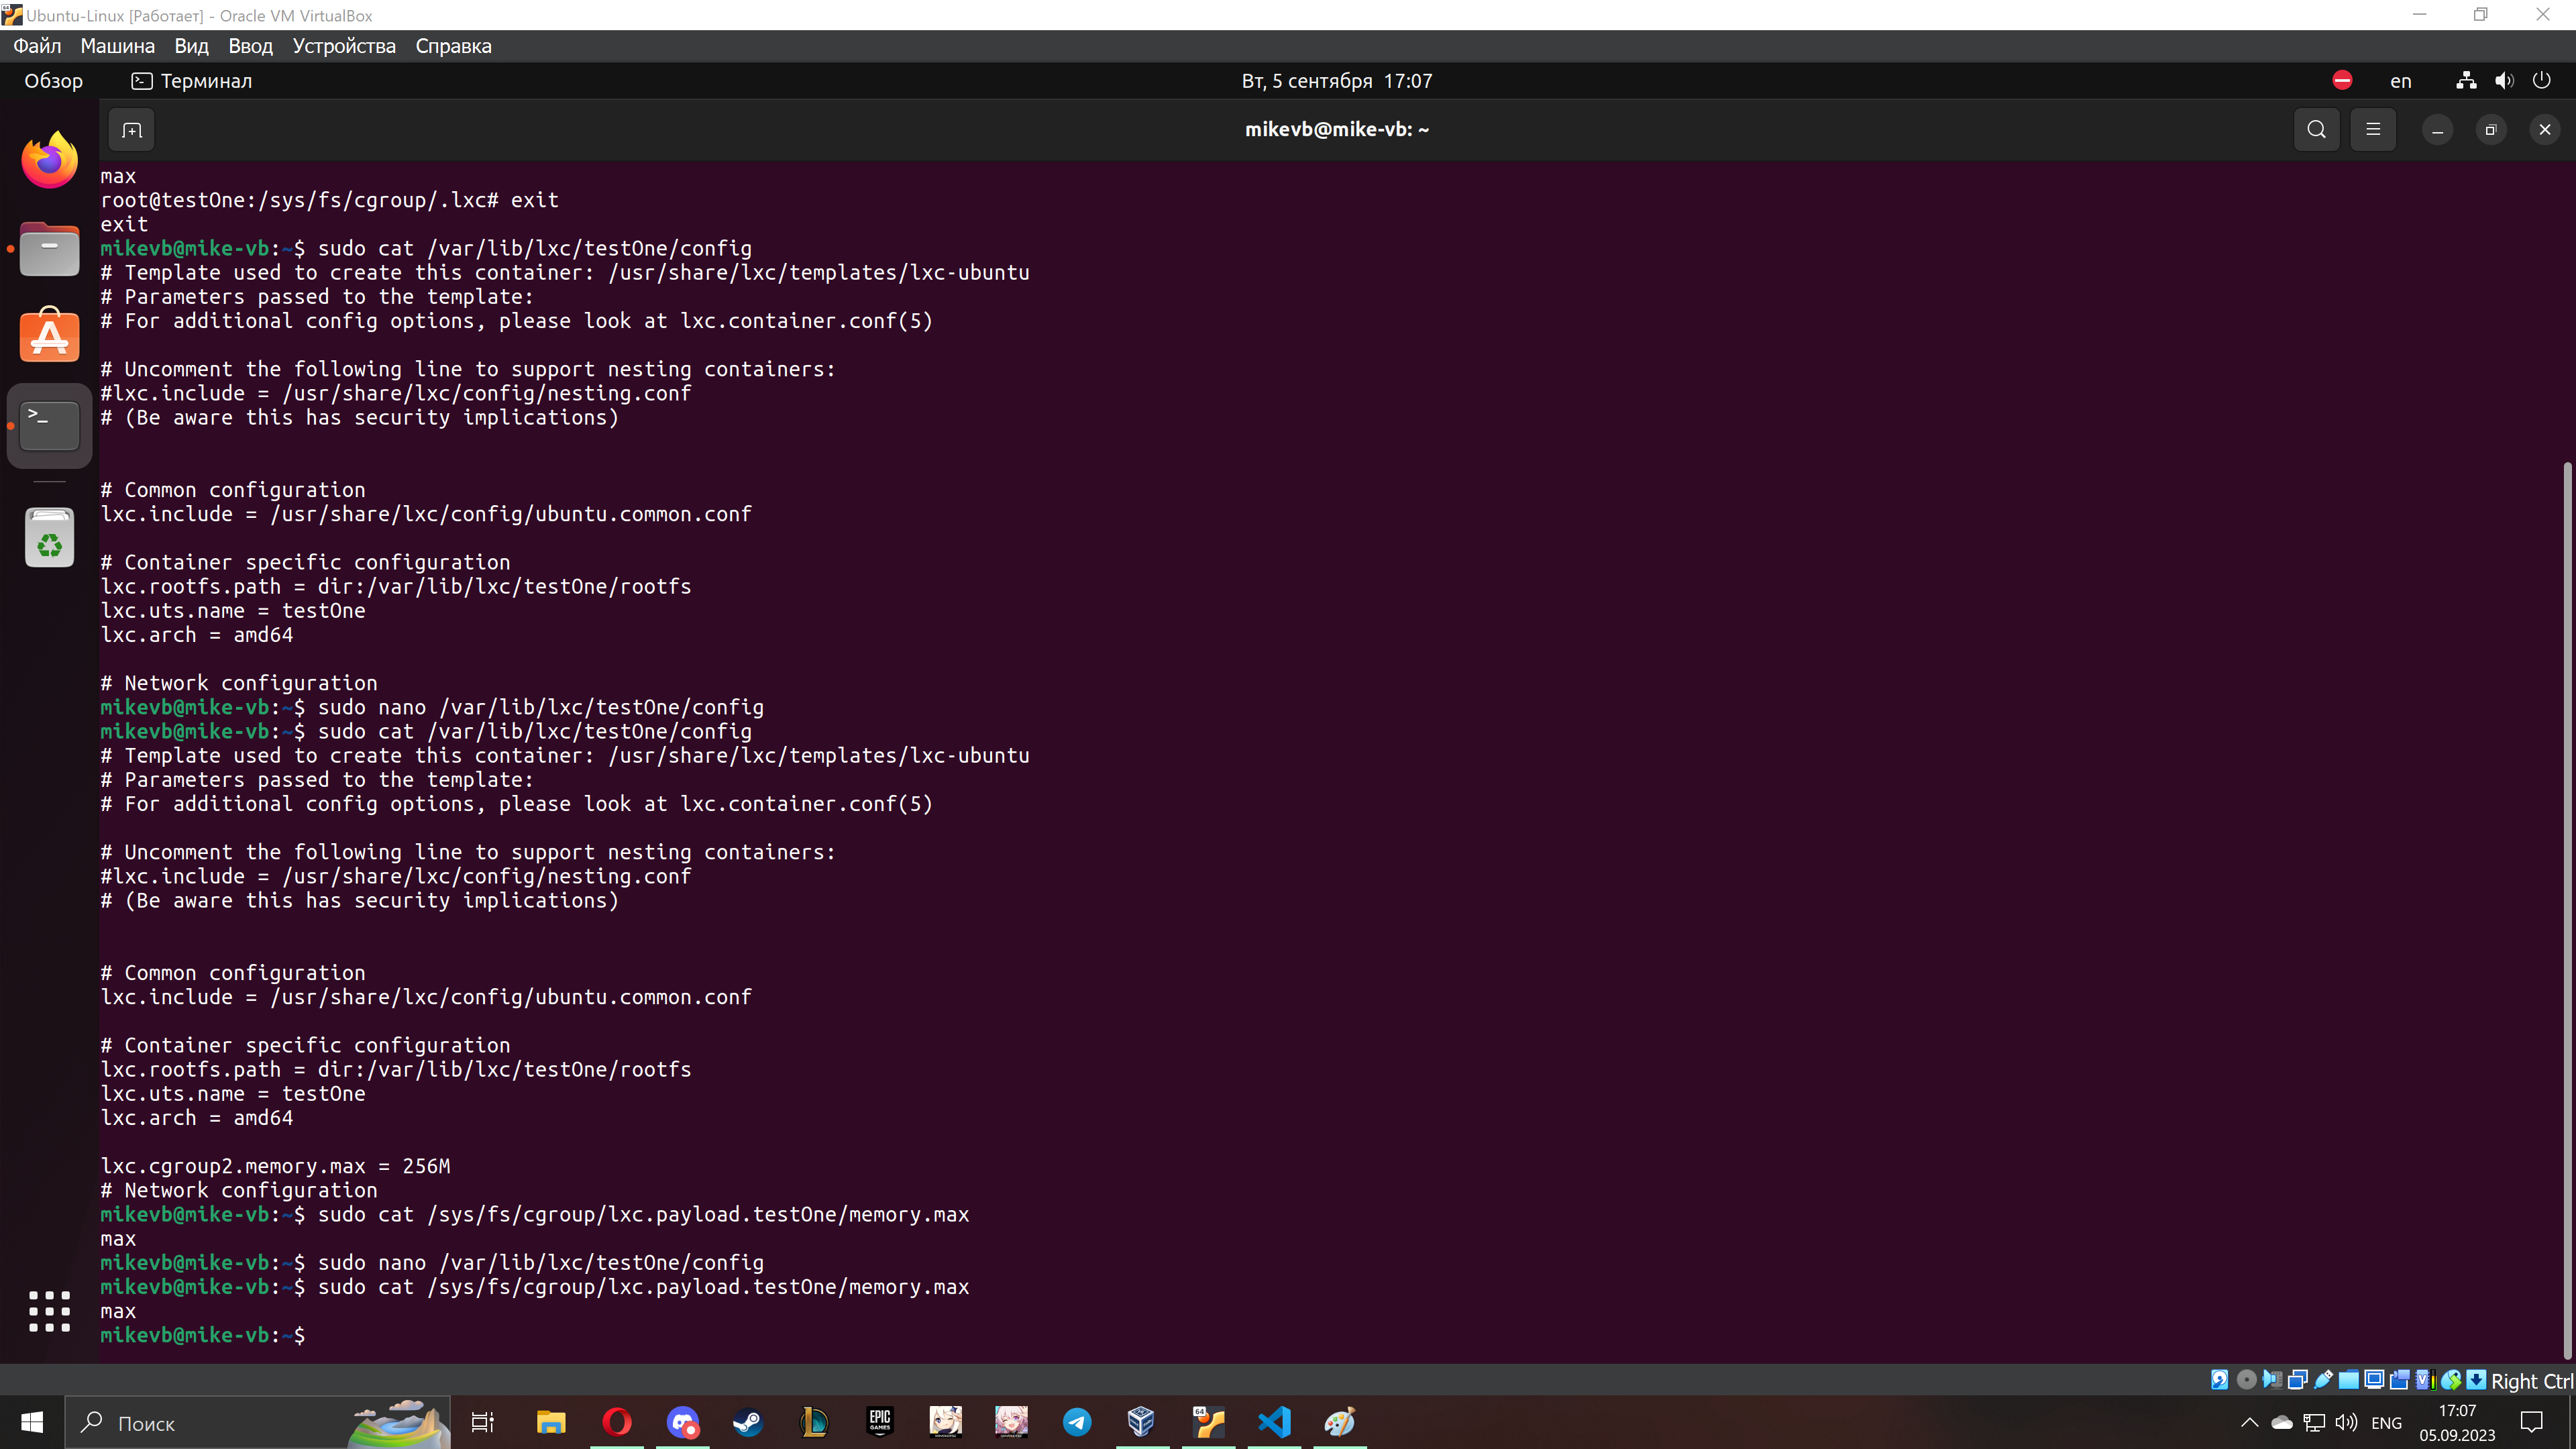 Ubuntu-Linux [Работает] - Oracle VM VirtualBox
Файл Машина Вид Ввод Устройства Справка
Обзор Терминал Вт, 5 сентября 17:07 en
mikevb@mike-vb: ~
max
root@testOne:/sys/fs/cgroup/.lxc# exit
exit
mikevb@mike-vb:~$ sudo cat /var/lib/lxc/testOne/config
# Template used to create this container: /usr/share/lxc/templates/lxc-ubuntu
# Parameters passed to the template:
# For additional config options, please look at lxc.container.conf(5)
# Uncomment the following line to support nesting containers:
#lxc.include = /usr/share/lxc/config/nesting.conf
# (Be aware this has security implications)
# Common configuration
lxc.include = /usr/share/lxc/config/ubuntu.common.conf
# Container specific configuration
lxc.rootfs.path = dir:/var/lib/lxc/testOne/rootfs
lxc.uts.name = testOne
lxc.arch = amd64
# Network configuration
mikevb@mike-vb:~$ sudo nano /var/lib/lxc/testOne/config
mikevb@mike-vb:~$ sudo cat /var/lib/lxc/testOne/config
# Template used to create this container: /usr/share/lxc/templates/lxc-ubuntu
# Parameters passed to the template:
# For additional config options, please look at lxc.container.conf(5)
# Uncomment the following line to support nesting containers:
#lxc.include = /usr/share/lxc/config/nesting.conf
# (Be aware this has security implications)
# Common configuration
lxc.include = /usr/share/lxc/config/ubuntu.common.conf
# Container specific configuration
lxc.rootfs.path = dir:/var/lib/lxc/testOne/rootfs
lxc.uts.name = testOne
lxc.arch = amd64
lxc.cgroup2.memory.max = 256M
# Network configuration
mikevb@mike-vb:~$ sudo cat /sys/fs/cgroup/lxc.payload.testOne/memory.max
max
mikevb@mike-vb:~$ sudo nano /var/lib/lxc/testOne/config
mikevb@mike-vb:~$ sudo cat /sys/fs/cgroup/lxc.payload.testOne/memory.max
max
mikevb@mike-vb:~$
Right Ctrl
Поиск
EPIC
GAMES
64
ENG
17:07
05.09.2023